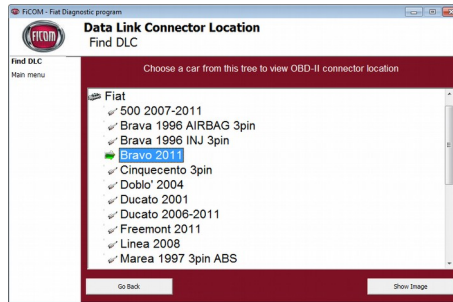 FiCOM - Fiat Diagnostic program
FiCOM
Data Link Connector Location
Find DLC
Find DLC
Main menu
Choose a car from this tree to view OBD-II connector location
Fiat
500 2007-2011
Brava 1996 AIRBAG 3pin
Brava 1996 INJ 3pin
Bravo 2011
Cinquecento 3pin
Doblo' 2004
Ducato 2001
Ducato 2006-2011
Freemont 2011
Linea 2008
Marea 1997 3pin ABS
Go Back
Show Image